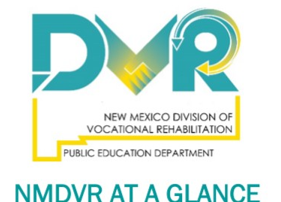 DVR
NEW MEXICO DIVISION OF
VOCATIONAL REHABILITATION
PUBLIC EDUCATION DEPARTMENT
NMDVR AT A GLANCE